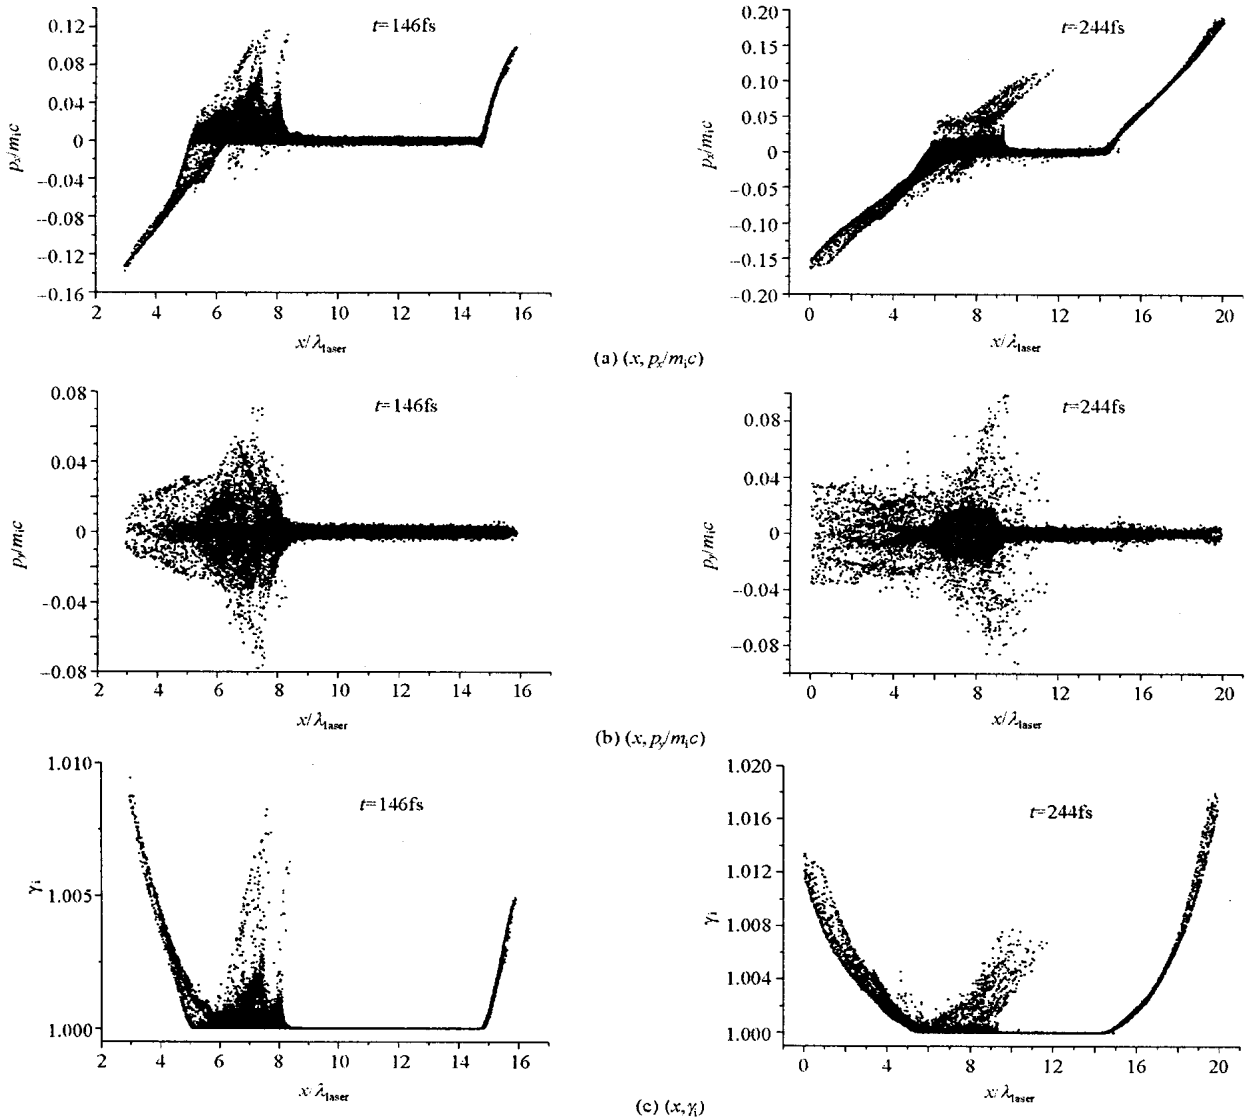 t=146fs
0.12
0.08
0.04
0
−0.04
−0.08
−0.12
−0.16
pₓ/mᵢc
2 4 6 8 10 12 14 16
x/λlaser
t=244fs
0.20
0.15
0.10
0.05
0
−0.05
−0.10
−0.15
−0.20
pₓ/mᵢc
0 4 8 12 16 20
x/λlaser
(a) (x, pₓ/mᵢc)
t=146fs
0.08
0.04
0
−0.04
−0.08
py/mᵢc
2 4 6 8 10 12 14 16
x/λlaser
t=244fs
0.08
0.04
0
−0.04
−0.08
py/mᵢc
0 4 8 12 16 20
x/λlaser
(b) (x, py/mᵢc)
t=146fs
1.010
1.005
1.000
γᵢ
2 4 6 8 10 12 14 16
x/λlaser
t=244fs
1.020
1.016
1.012
1.008
1.004
1.000
γᵢ
0 4 8 12 16 20
x/λlaser
(c) (x, γᵢ)